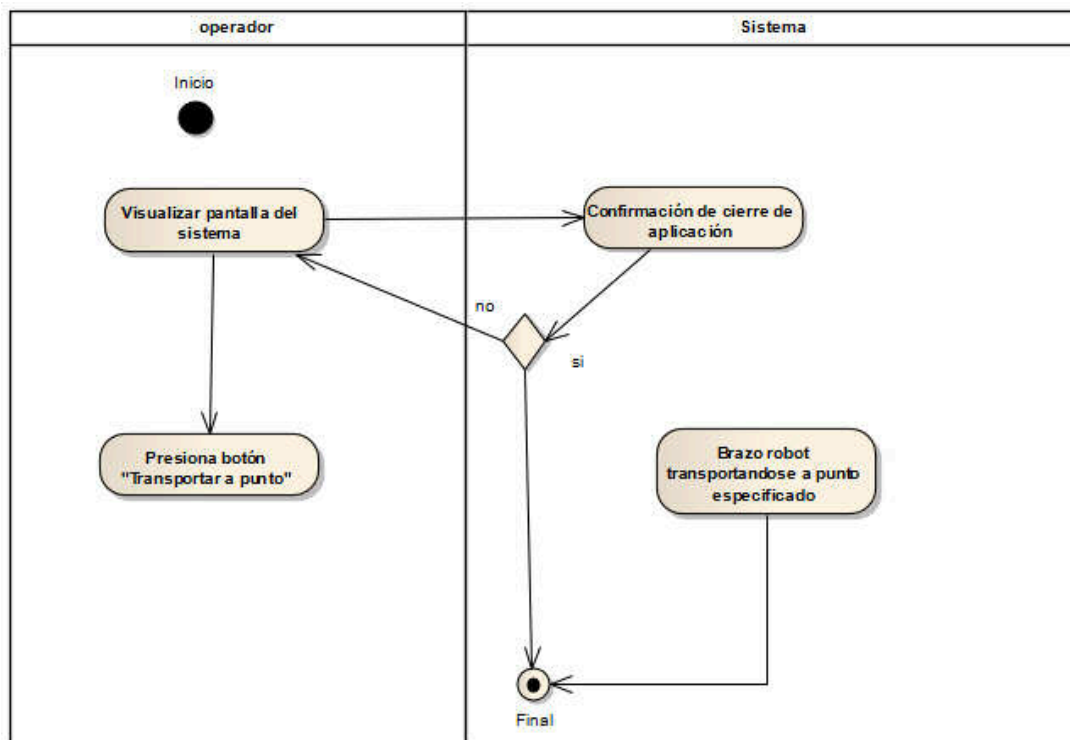 operador
Sistema
Inicio
Visualizar pantalla del
sistema
Confirmación de cierre de
aplicación
no
si
Presiona botón
"Transportar a punto"
Brazo robot
transportandose a punto
especificado
Final